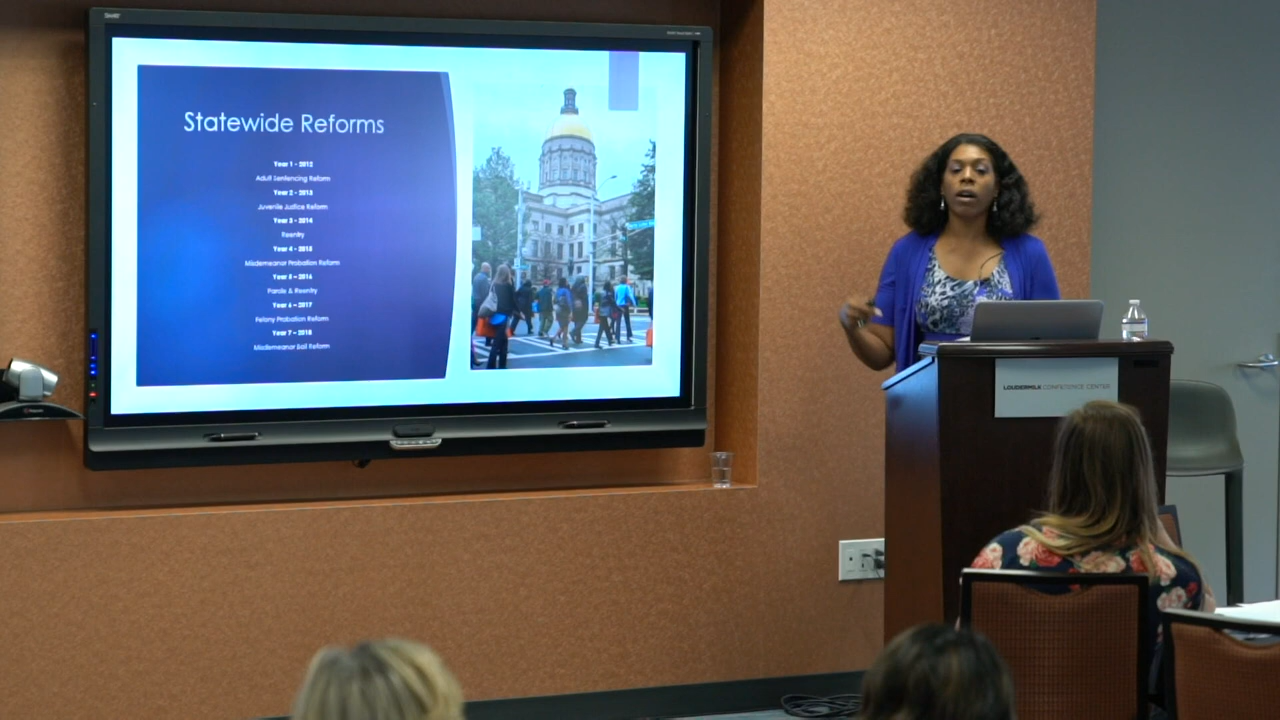 Statewide Reforms
Year 1 - 2012
Adult Sentencing Reform
Year 2 - 2013
Juvenile Justice Reform
Year 3 - 2014
Reentry
Year 4 - 2015
Misdemeanor Probation Reform
Year 5 – 2016
Parole & Reentry
Year 6 – 2017
Felony Probation Reform
Year 7 – 2018
Misdemeanor Bail Reform
LOUDERMILK CONFERENCE CENTER